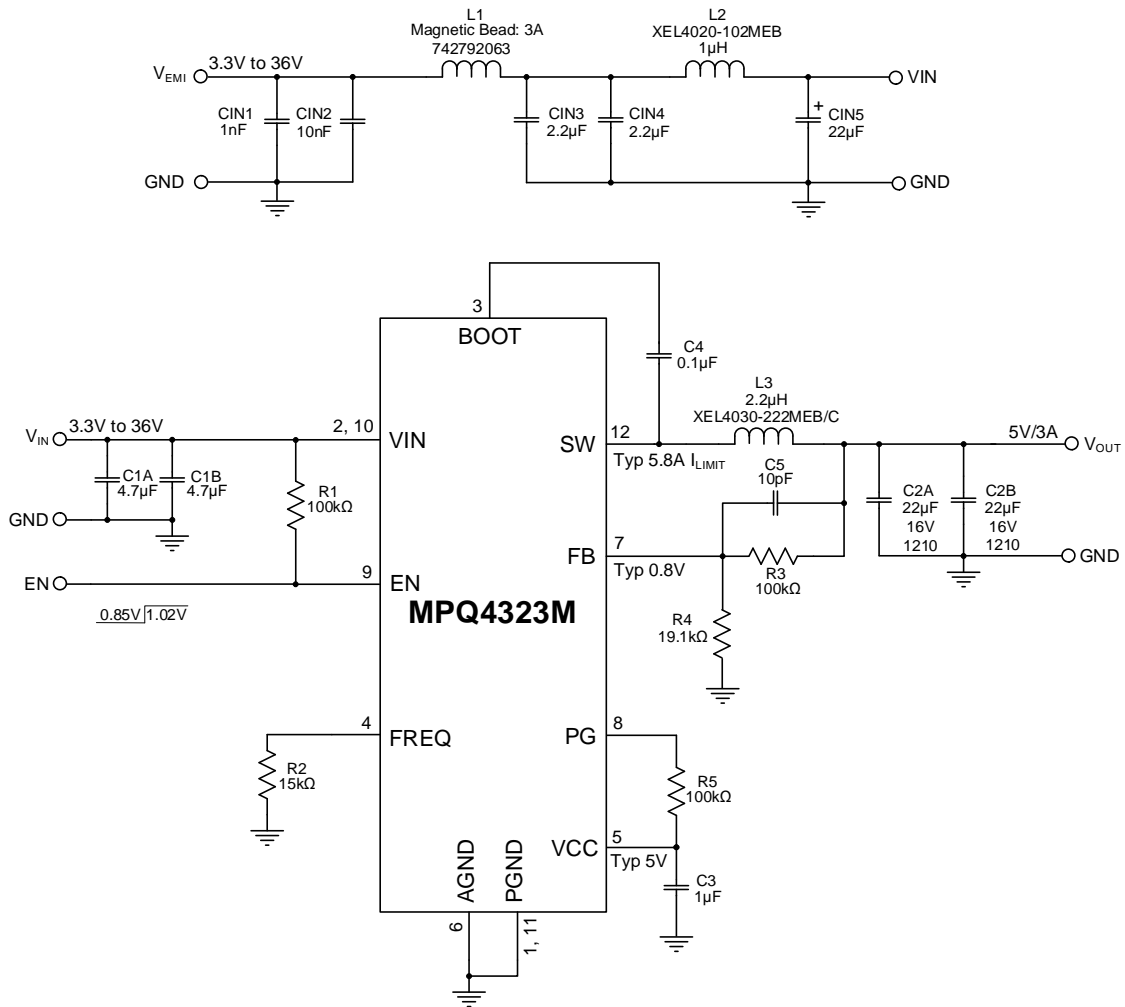 L1
Magnetic Bead: 3A
742792063
L2
XEL4020-102MEB
1µH
VEMI
3.3V to 36V
VIN
CIN1
1nF
CIN2
10nF
CIN3
2.2µF
CIN4
2.2µF
+
CIN5
22µF
GND
GND
3
BOOT
C4
0.1µF
L3
2.2µH
XEL4030-222MEB/C
VIN
3.3V to 36V
2, 10
VIN
SW
12
Typ 5.8A ILIMIT
5V/3A
VOUT
C1A
4.7µF
C1B
4.7µF
R1
100kΩ
C5
10pF
C2A
22µF
16V
1210
C2B
22µF
16V
1210
GND
FB
7
Typ 0.8V
R3
100kΩ
GND
EN
9
EN
0.85V 1.02V
MPQ4323M
R4
19.1kΩ
4
FREQ
PG
8
R2
15kΩ
R5
100kΩ
VCC
5
Typ 5V
C3
1µF
AGND
PGND
6
1, 11